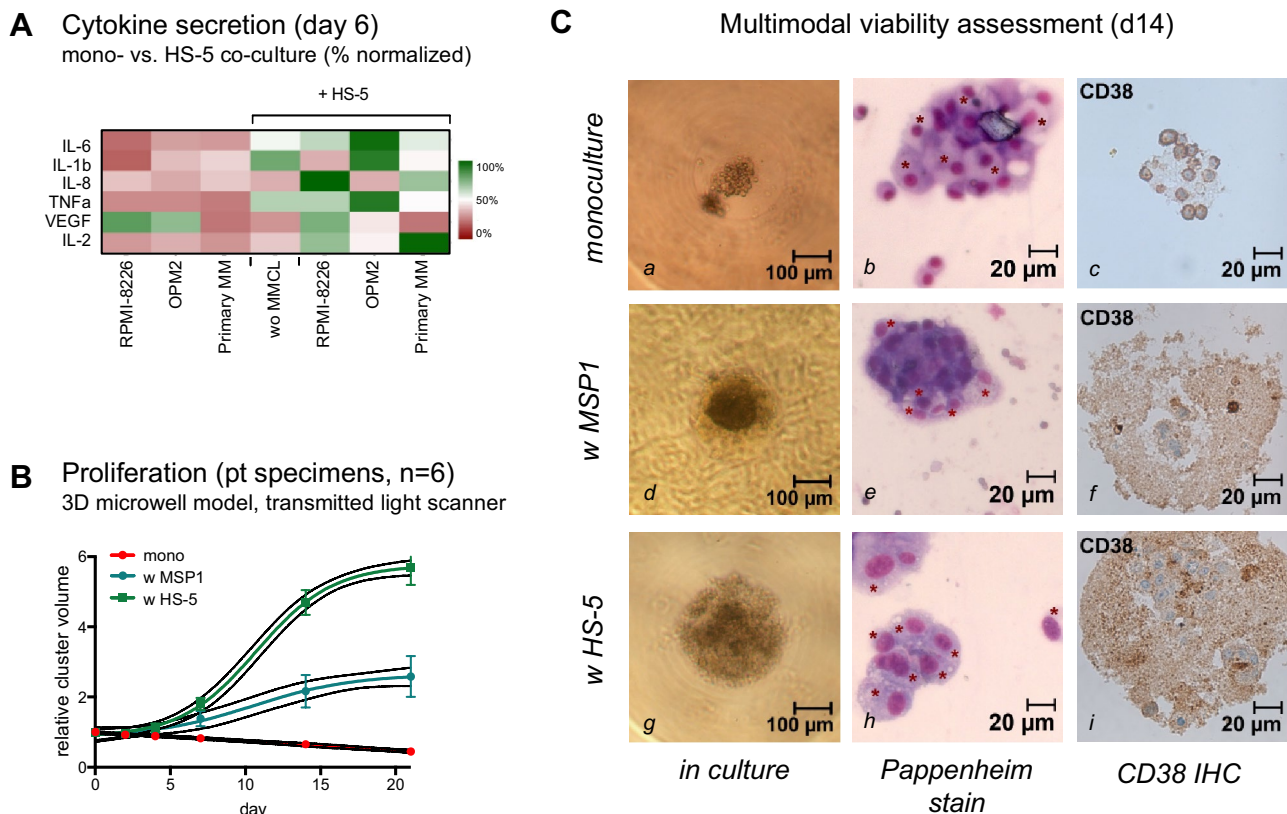 A Cytokine secretion (day 6)
mono- vs. HS-5 co-culture (% normalized)
+ HS-5
IL-6
IL-1b
IL-8
TNFa
VEGF
IL-2
100%
50%
0%
RPMI-8226
OPM2
Primary MM
wo MMCL
RPMI-8226
OPM2
Primary MM
B Proliferation (pt specimens, n=6)
3D microwell model, transmitted light scanner
mono
w MSP1
w HS-5
relative cluster volume
6
4
2
0
0 5 10 15 20
day
C Multimodal viability assessment (d14)
monoculture
a 100 µm
b 20 µm
CD38
c 20 µm
w MSP1
d 100 µm
e 20 µm
CD38
f 20 µm
w HS-5
g 100 µm
h 20 µm
CD38
i 20 µm
in culture
Pappenheim
stain
CD38 IHC